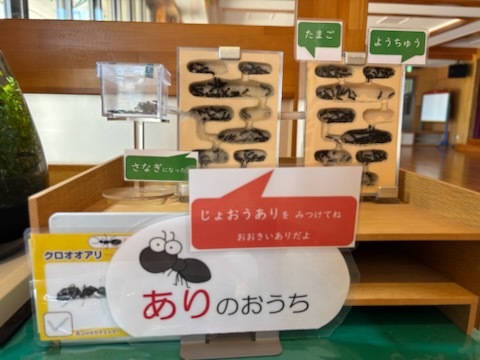 たまご
ようちゅう
さなぎになった
じょおうありを みつけてね
おおきいありだよ
クロオオアリ
ありのおうち